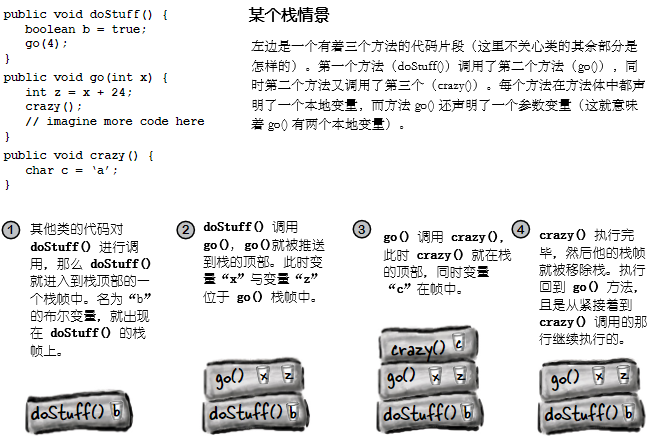 public void doStuff() {
boolean b = true;
go(4);
}
public void go(int x) {
int z = x + 24;
crazy();
// imagine more code here
}
public void crazy() {
char c = ‘a’;
}
某个栈情景
左边是一个有着三个方法的代码片段（这里不关心类的其余部分是
怎样的）。第一个方法（doStuff()）调用了第二个方法（go()），同
时第二个方法又调用了第三个（crazy()）。每个方法在方法体中都声
明了一个本地变量，而方法 go() 还声明了一个参数变量（这就意味
着 go() 有两个本地变量）。
1
其他类的代码对
doStuff() 进行调
用，那么 doStuff()
就进入到栈顶部的一
个栈帧中。名为“b”
的布尔变量，就出现
在 doStuff() 的栈
帧上。
doStuff() b
2
doStuff() 调用
go()，go()就被推送
到栈的顶部。此时变
量“x”与变量“z”
位于 go() 栈帧中。
go() x z
doStuff() b
3
go() 调用 crazy()，
此时 crazy() 就在栈
的顶部，同时变量
“c”在帧中。
crazy() c
go() x z
doStuff() b
4
crazy() 执行完
毕，然后他的栈帧
就被移除栈。执行
回到 go() 方法，
且是从紧接着到
crazy() 调用的那
行继续执行的。
go() x z
doStuff() b